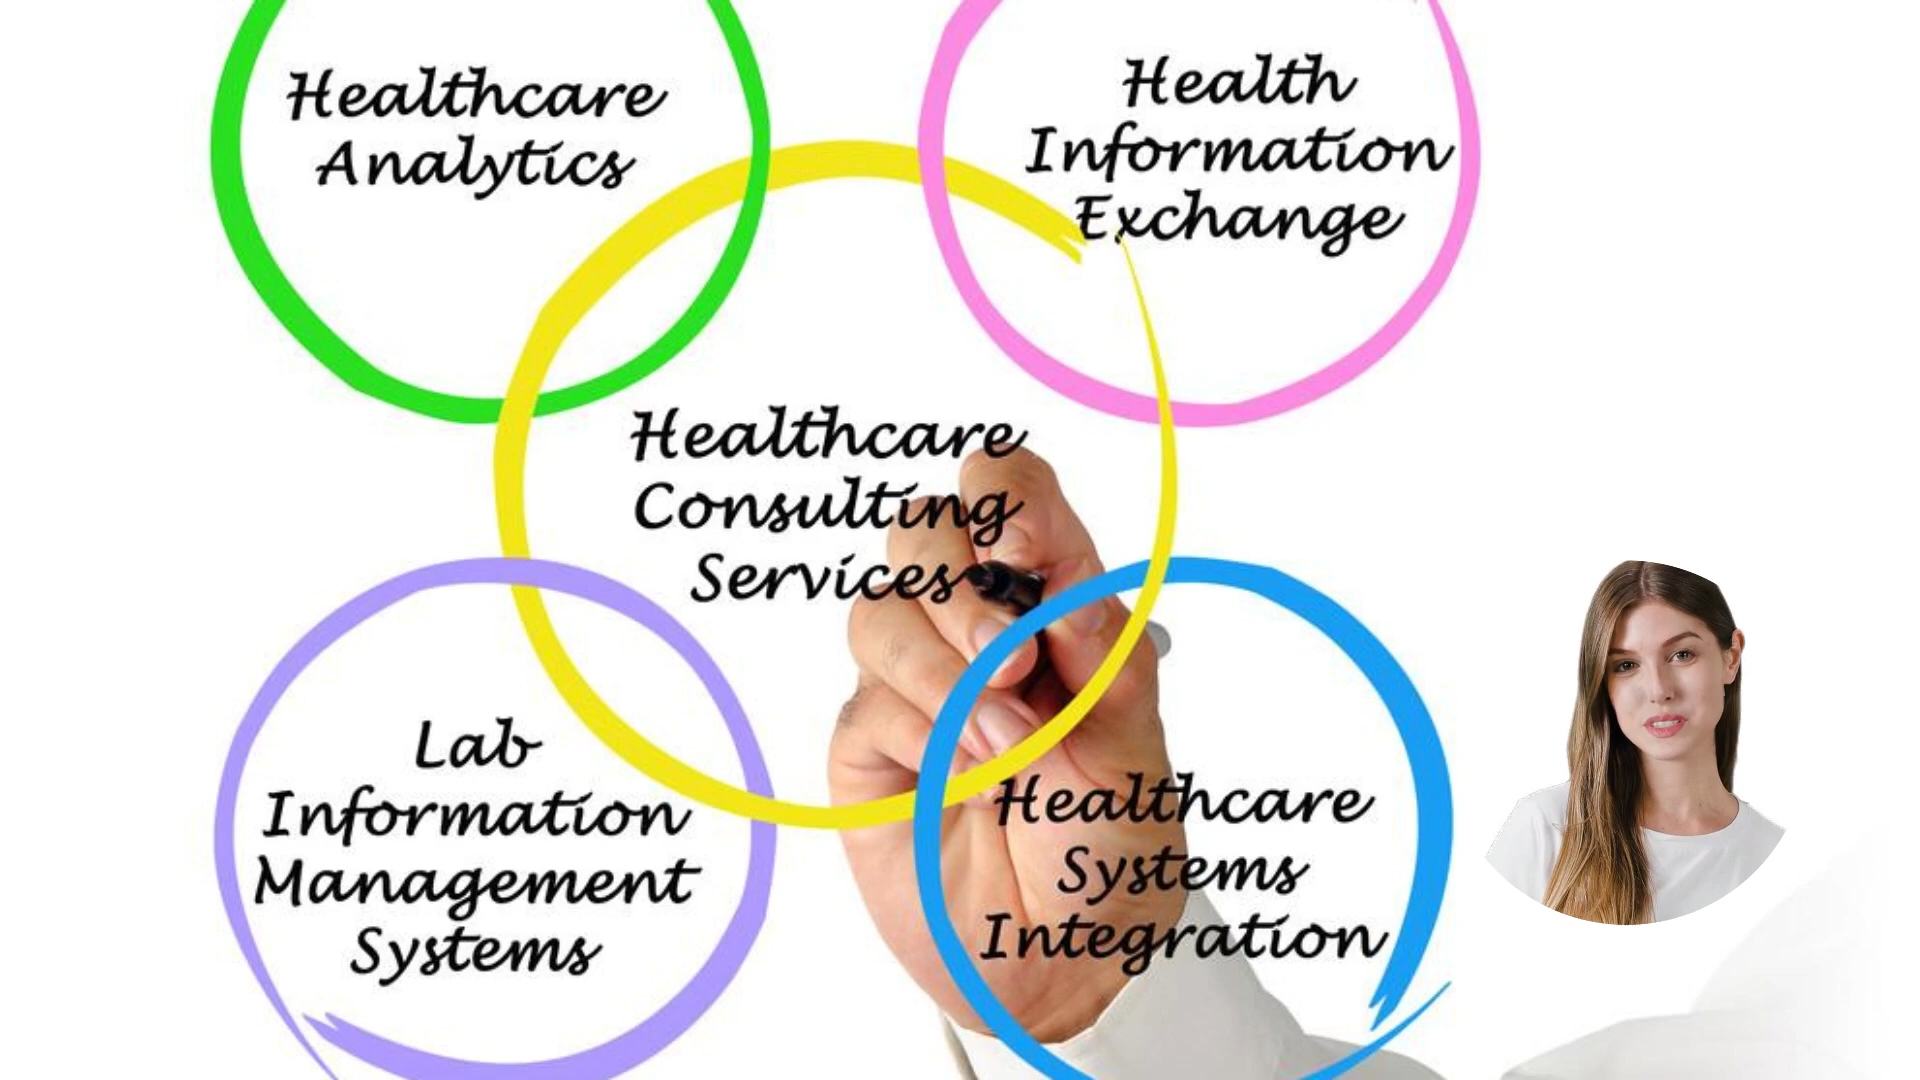 Healthcare
Analytics
Health
Information
Exchange
Healthcare
Consulting
Services
Lab
Information
Management
Systems
Healthcare
Systems
Integration